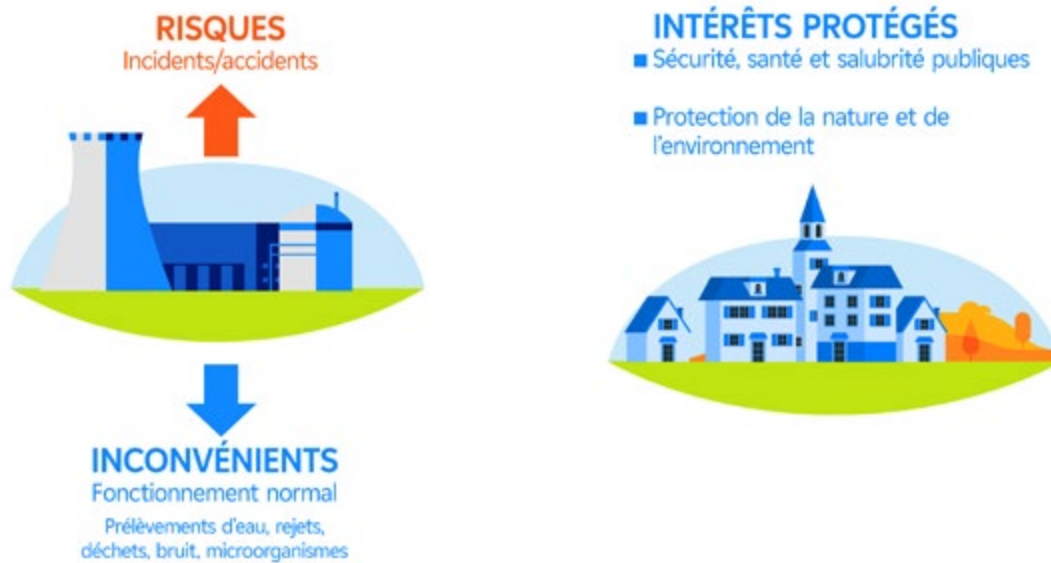 RISQUES
Incidents/accidents
INCONVÉNIENTS
Fonctionnement normal
Prélèvements d'eau, rejets,
déchets, bruit, microorganismes
INTÉRÊTS PROTÉGÉS
■ Sécurité, santé et salubrité publiques
■ Protection de la nature et de
l'environnement